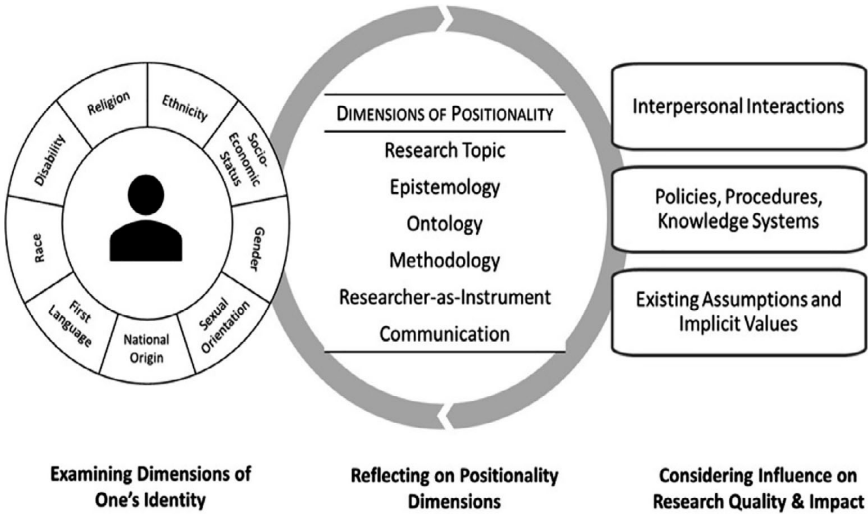 Religion
Ethnicity
Socio-
Economic
Status
Gender
Sexual
Orientation
National
Origin
First
Language
Race
Disability
DIMENSIONS OF POSITIONALITY
Research Topic
Epistemology
Ontology
Methodology
Researcher-as-Instrument
Communication
Interpersonal Interactions
Policies, Procedures,
Knowledge Systems
Existing Assumptions and
Implicit Values
Examining Dimensions of
One's Identity
Reflecting on Positionality
Dimensions
Considering Influence on
Research Quality & Impact